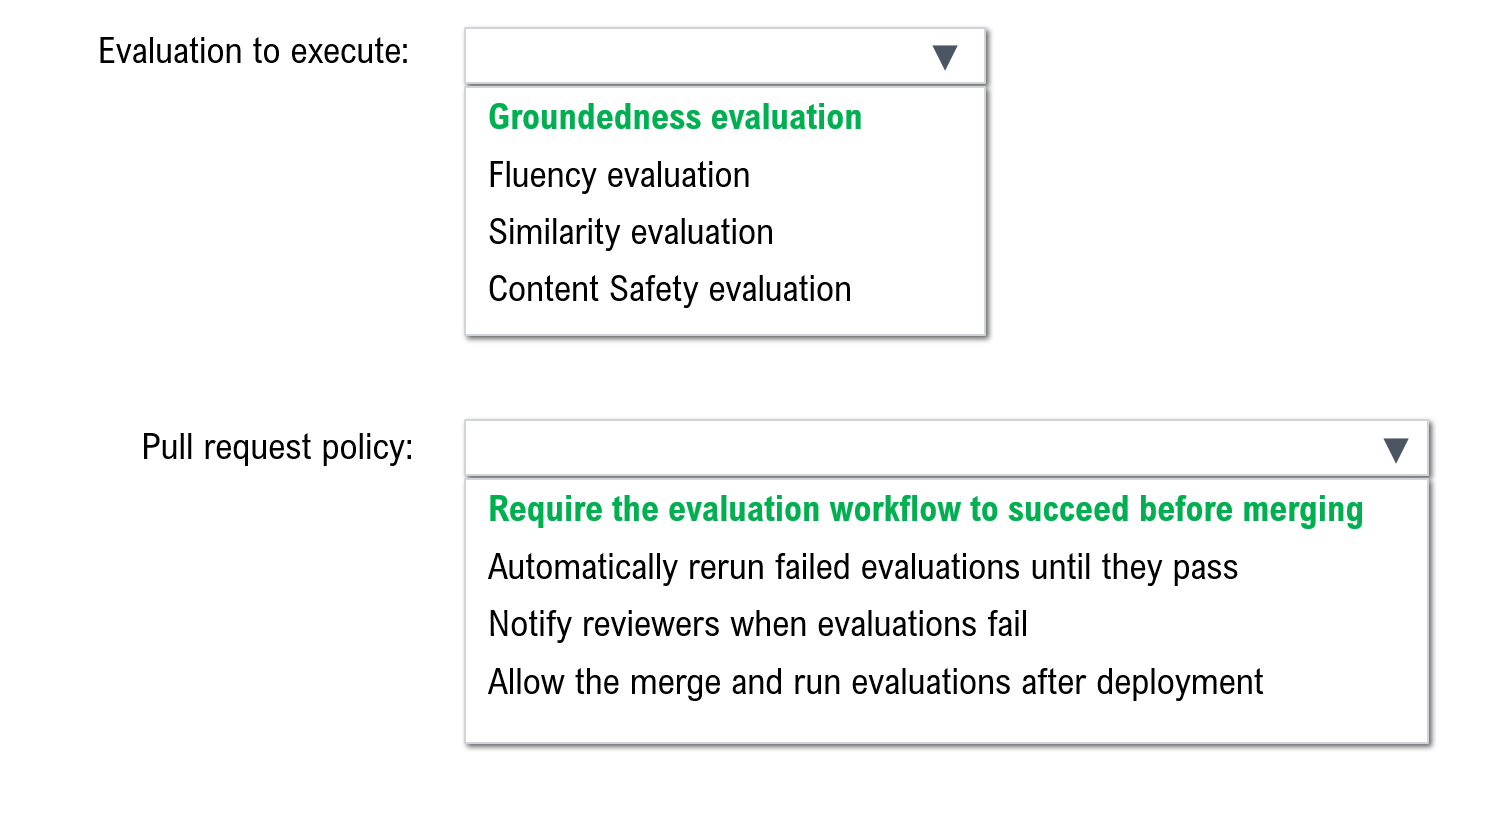 Evaluation to execute:
Groundedness evaluation
Fluency evaluation
Similarity evaluation
Content Safety evaluation
Pull request policy:
Require the evaluation workflow to succeed before merging
Automatically rerun failed evaluations until they pass
Notify reviewers when evaluations fail
Allow the merge and run evaluations after deployment